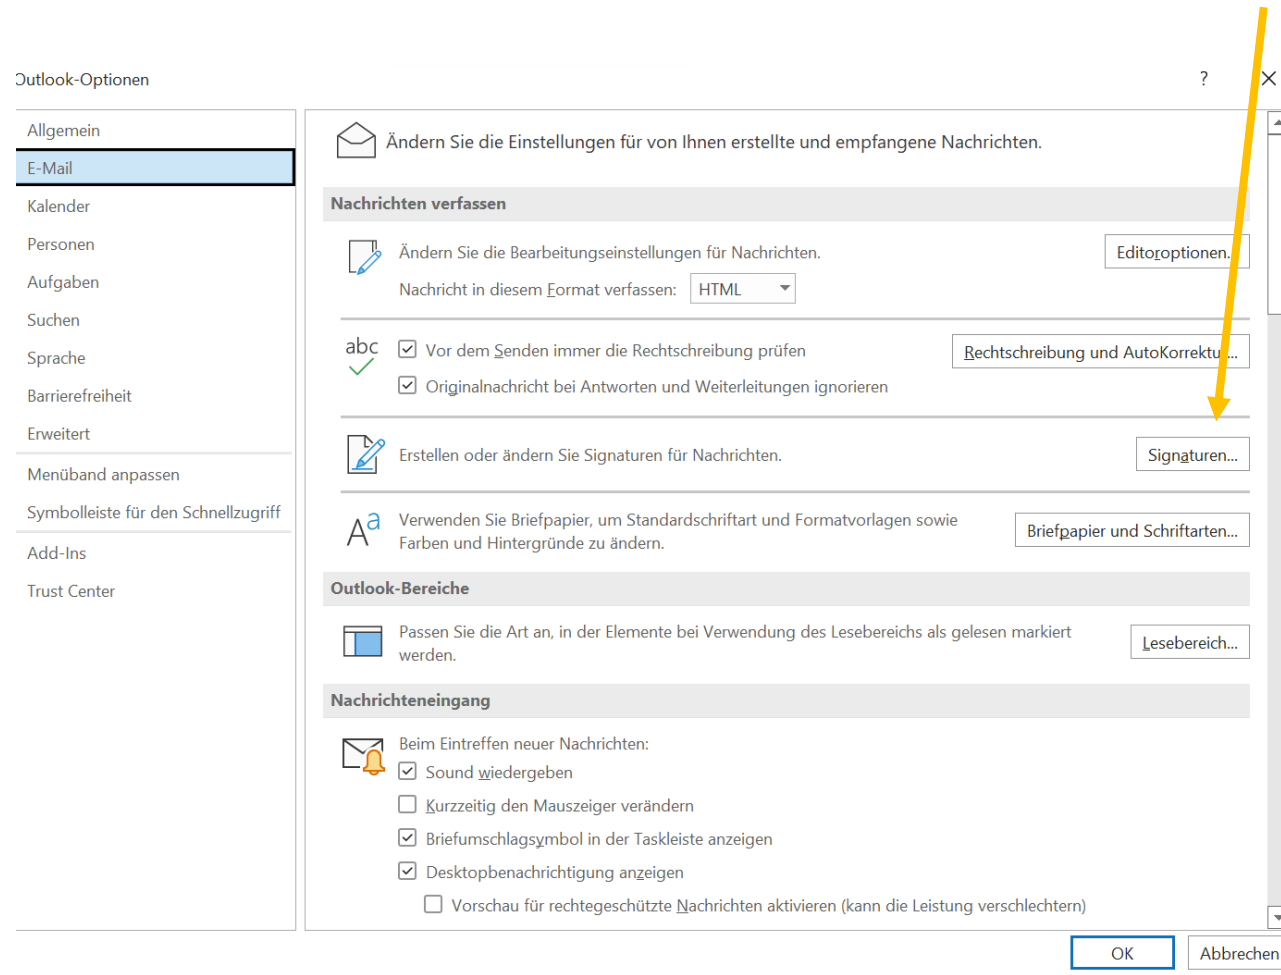 Outlook-Optionen
?
Allgemein
E-Mail
Kalender
Personen
Aufgaben
Suchen
Sprache
Barrierefreiheit
Erweitert
Menüband anpassen
Symbolleiste für den Schnellzugriff
Add-Ins
Trust Center
Ändern Sie die Einstellungen für von Ihnen erstellte und empfangene Nachrichten.
Nachrichten verfassen
Ändern Sie die Bearbeitungseinstellungen für Nachrichten.
Editoroptionen...
Nachricht in diesem Format verfassen: HTML
abc
Vor dem Senden immer die Rechtschreibung prüfen
Rechtschreibung und AutoKorrektur...
Originalnachricht bei Antworten und Weiterleitungen ignorieren
Erstellen oder ändern Sie Signaturen für Nachrichten.
Signaturen...
Aa
Verwenden Sie Briefpapier, um Standardschriftart und Formatvorlagen sowie
Farben und Hintergründe zu ändern.
Briefpapier und Schriftarten...
Outlook-Bereiche
Passen Sie die Art an, in der Elemente bei Verwendung des Lesebereichs als gelesen markiert
werden.
Lesebereich...
Nachrichteneingang
Beim Eintreffen neuer Nachrichten:
Sound wiedergeben
Kurzzeitig den Mauszeiger verändern
Briefumschlagsymbol in der Taskleiste anzeigen
Desktopbenachrichtigung anzeigen
Vorschau für rechtegeschützte Nachrichten aktivieren (kann die Leistung verschlechtern)
OK
Abbrechen